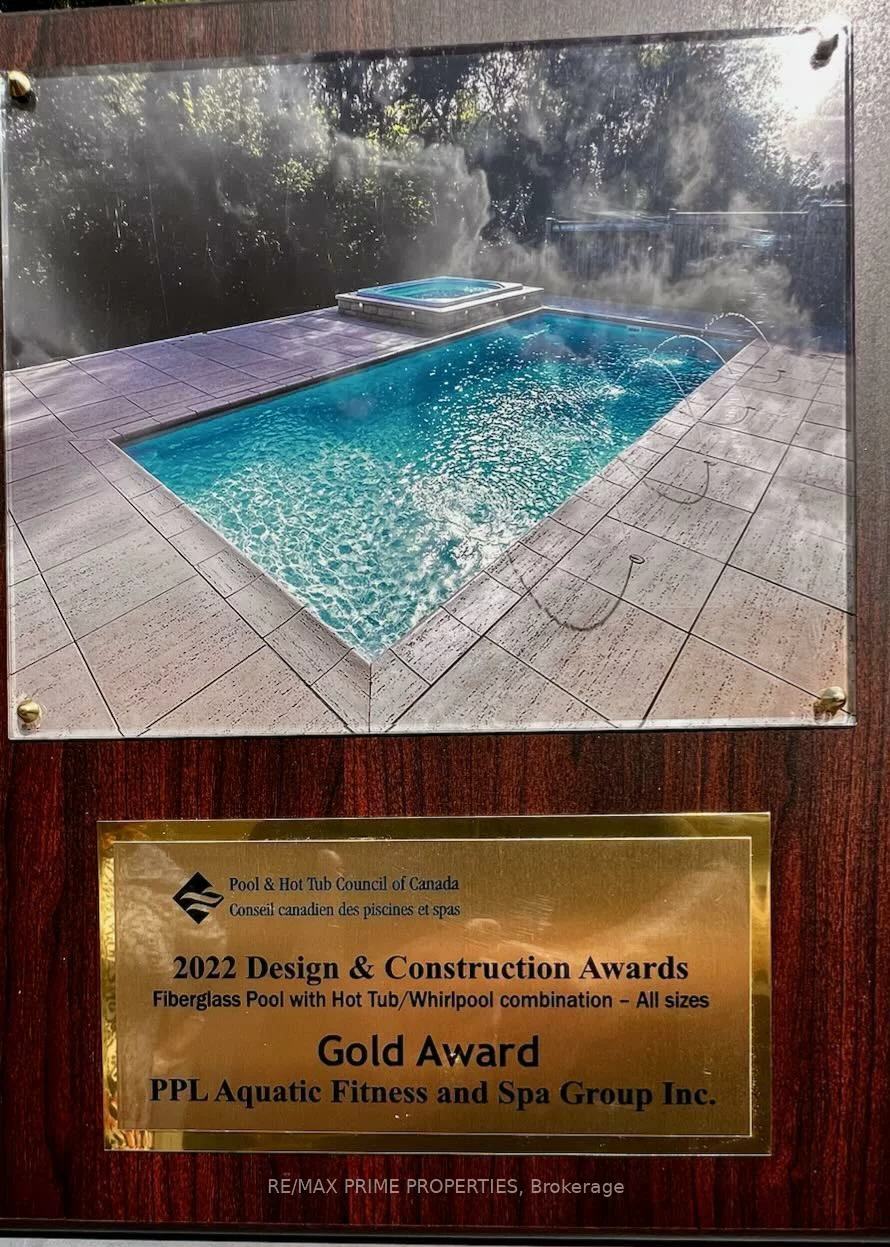 Pool & Hot Tub Council of Canada
Conseil canadien des piscines et spas
2022 Design & Construction Awards
Fiberglass Pool with Hot Tub/Whirlpool combination – All sizes
Gold Award
PPL Aquatic Fitness and Spa Group Inc.
RE/MAX PRIME PROPERTIES, Brokerage